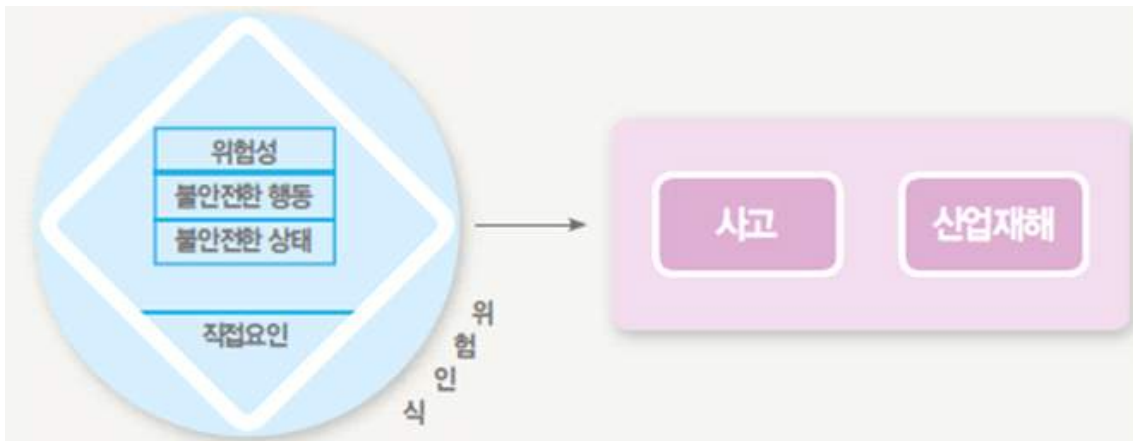 위험성
불안전한 행동
불안전한 상태
직접요인
위험인식
사고
산업재해